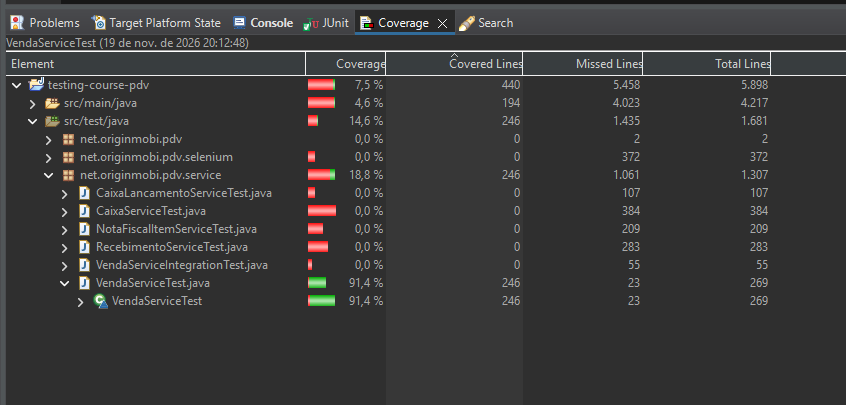 Problems Target Platform State Console JUnit Coverage Search
VendaServiceTest (19 de nov. de 2026 20:12:48)
Element Coverage Covered Lines Missed Lines Total Lines
testing-course-pdv 7,5 % 440 5.458 5.898
src/main/java 4,6 % 194 4.023 4.217
src/test/java 14,6 % 246 1.435 1.681
net.originmobi.pdv 0,0 % 0 2 2
net.originmobi.pdv.selenium 0,0 % 0 372 372
net.originmobi.pdv.service 18,8 % 246 1.061 1.307
CaixaLancamentoServiceTest.java 0,0 % 0 107 107
CaixaServiceTest.java 0,0 % 0 384 384
NotaFiscalItemServiceTest.java 0,0 % 0 209 209
RecebimentoServiceTest.java 0,0 % 0 283 283
VendaServiceIntegrationTest.java 0,0 % 0 55 55
VendaServiceTest.java 91,4 % 246 23 269
VendaServiceTest 91,4 % 246 23 269